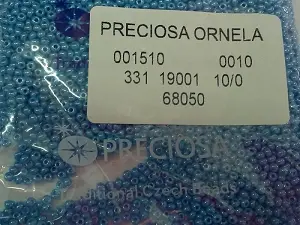 PRECIOSA ORNELA
001510 0010
331 19001 10/0
68050
PRECIOSA
Traditional Czech Beads